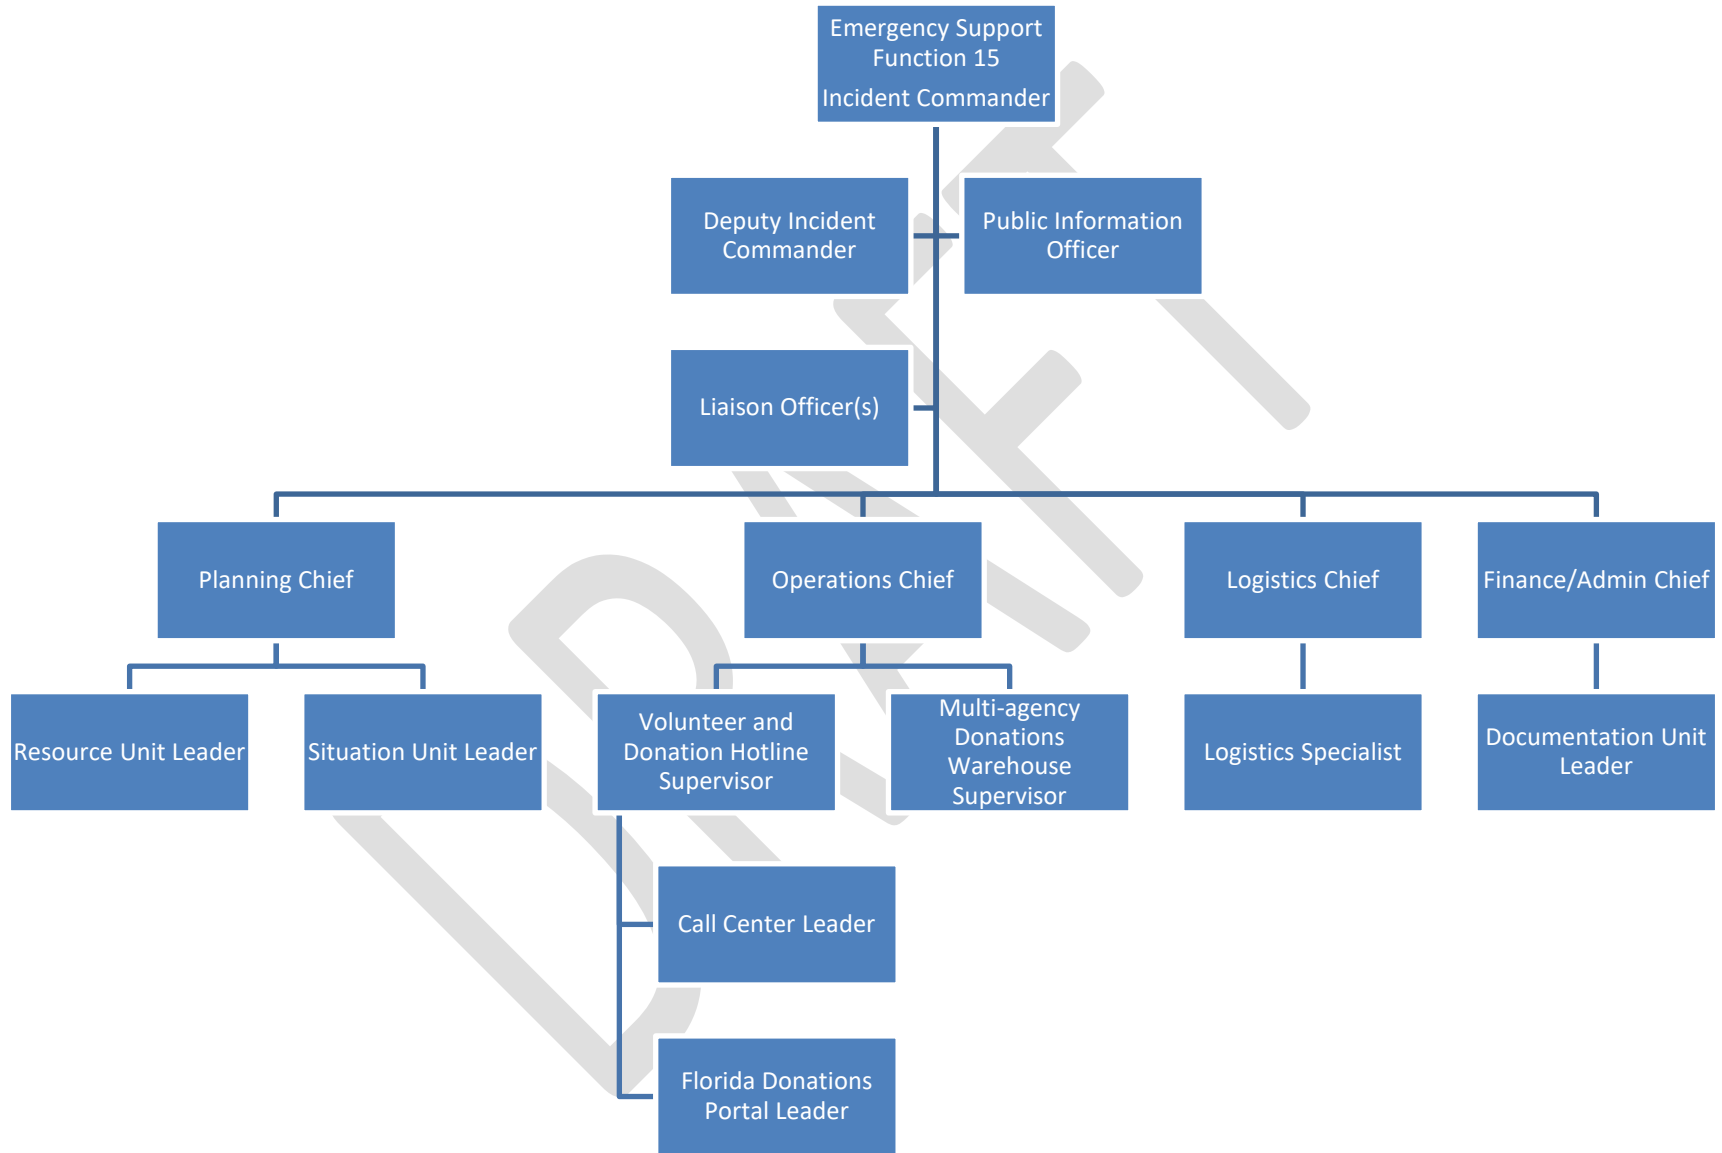 Emergency Support
Function 15
Incident Commander
Deputy Incident
Commander
Public Information
Officer
Liaison Officer(s)
Planning Chief
Operations Chief
Logistics Chief
Finance/Admin Chief
Resource Unit Leader
Situation Unit Leader
Volunteer and
Donation Hotline
Supervisor
Multi-agency
Donations
Warehouse
Supervisor
Logistics Specialist
Documentation Unit
Leader
Call Center Leader
Florida Donations
Portal Leader
DRAFT